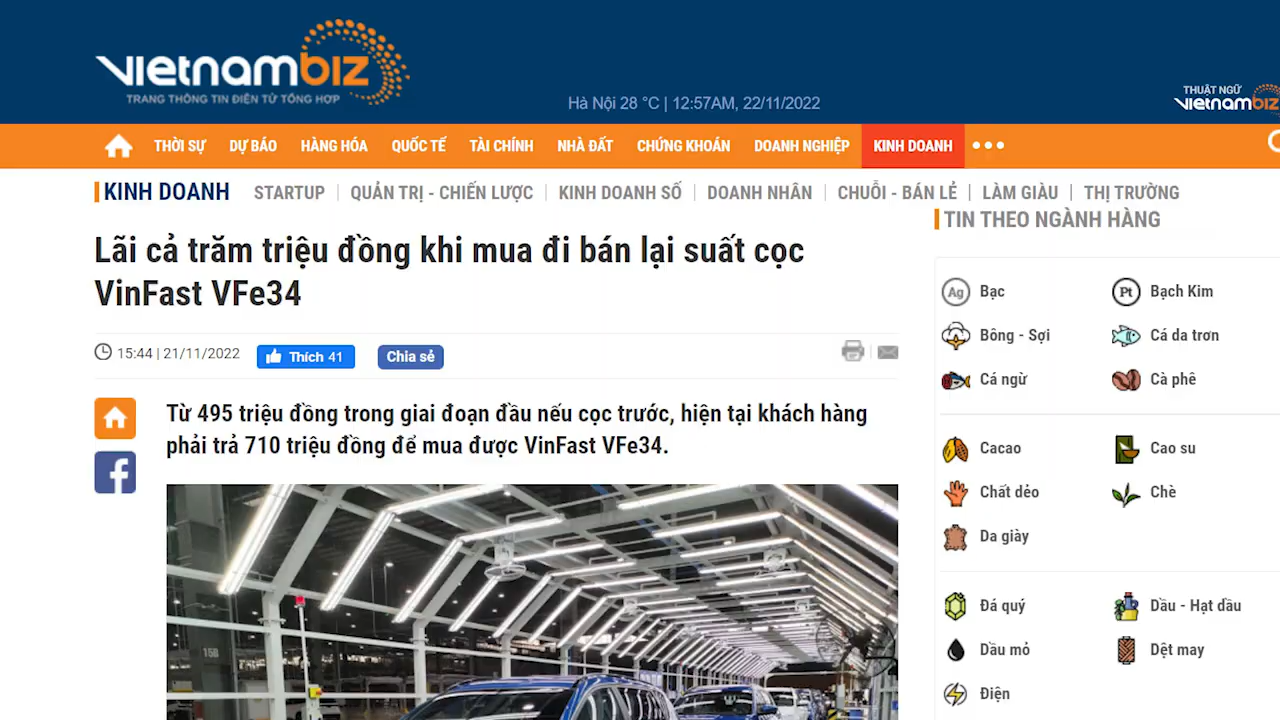 vietnambiz
TRANG THÔNG TIN ĐIỆN TỬ TỔNG HỢP
Hà Nội 28 °C | 12:57AM, 22/11/2022
THUẬT NGỮ
vietnambiz
THỜI SỰ DỰ BÁO HÀNG HÓA QUỐC TẾ TÀI CHÍNH NHÀ ĐẤT CHỨNG KHOÁN DOANH NGHIỆP KINH DOANH
KINH DOANH STARTUP | QUẢN TRỊ - CHIẾN LƯỢC | KINH DOANH SỐ | DOANH NHÂN | CHUỖI - BÁN LẺ | LÀM GIÀU | THỊ TRƯỜNG
Lãi cả trăm triệu đồng khi mua đi bán lại suất cọc
VinFast VFe34
15:44 | 21/11/2022 Thích 41 Chia sẻ
Từ 495 triệu đồng trong giai đoạn đầu nếu cọc trước, hiện tại khách hàng
phải trả 710 triệu đồng để mua được VinFast VFe34.
15B
TIN THEO NGÀNH HÀNG
Ag Bạc Pt Bạch Kim
Bông - Sợi Cá da trơn
Cá ngừ Cà phê
Cacao Cao su
Chất dẻo Chè
Da giày
Đá quý Dầu - Hạt dầu
Dầu mỏ Dệt may
Điện